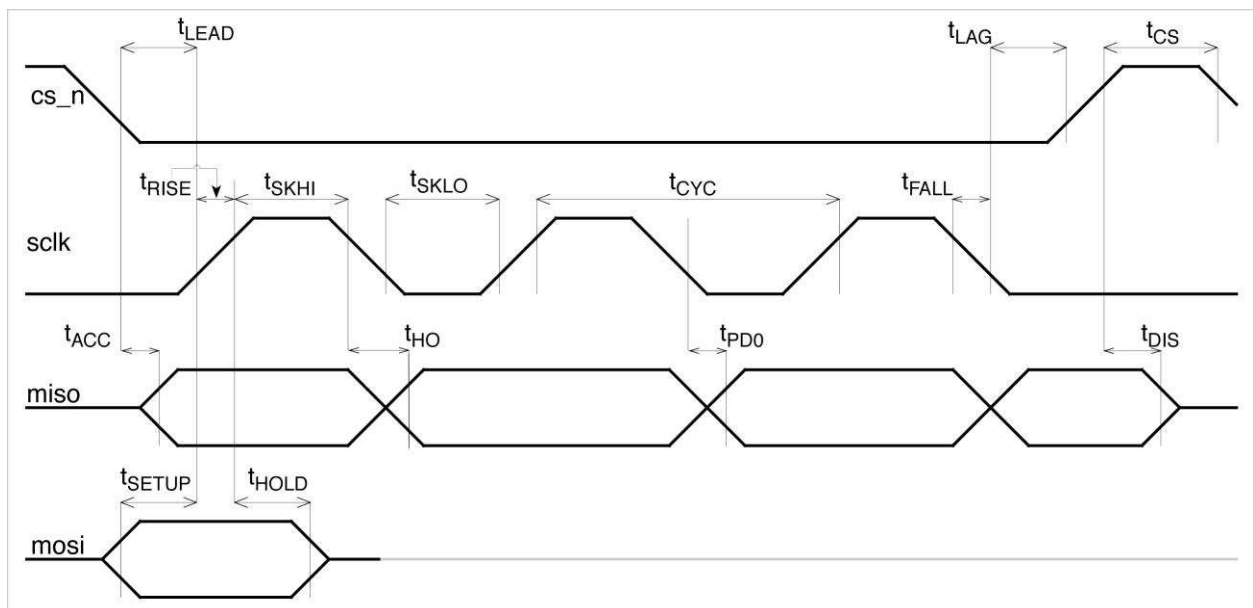 tLEAD tLAG tCS
cs_n
tRISE tSKHI tSKLO tCYC tFALL
sclk
tACC tHO tPD0 tDIS
miso
tSETUP tHOLD
mosi